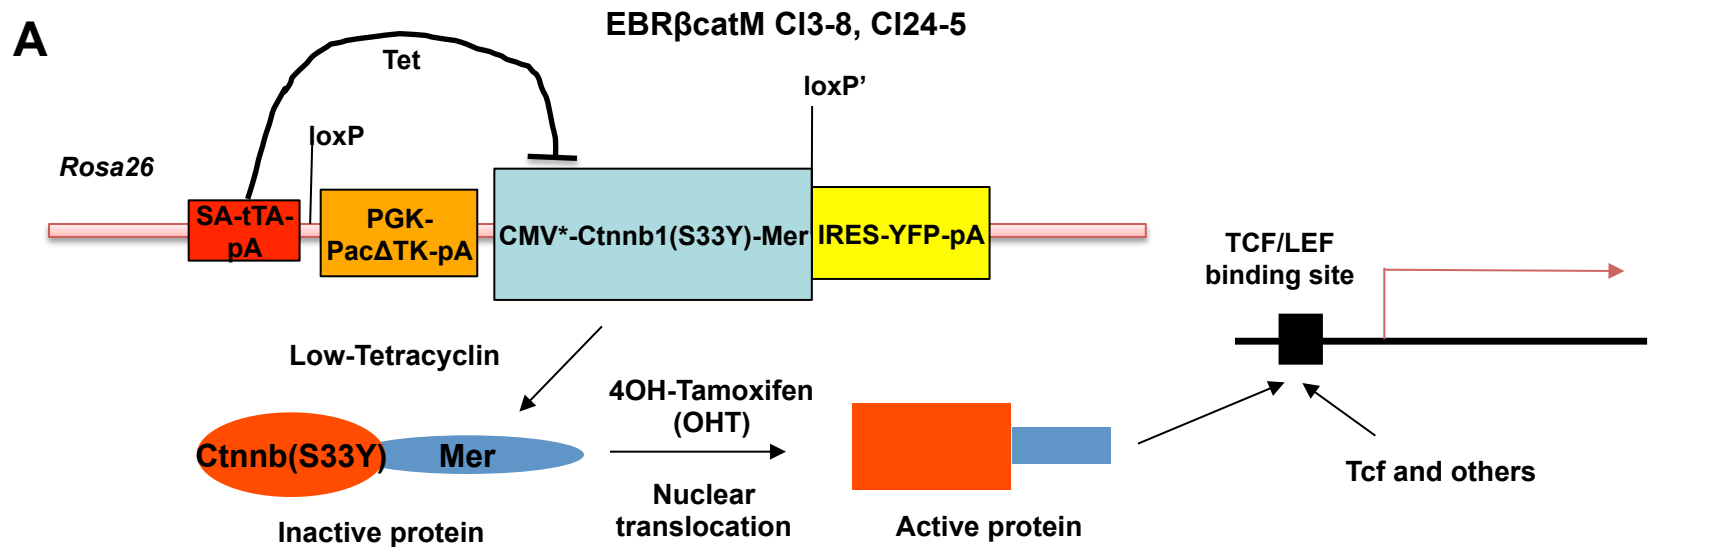 A
EBRβcatM Cl3-8, Cl24-5
Tet
loxP'
loxP
Rosa26
SA-tTA-
pA
PGK-
PacΔTK-pA
CMV*-Ctnnb1(S33Y)-Mer
IRES-YFP-pA
TCF/LEF
binding site
Low-Tetracyclin
4OH-Tamoxifen
(OHT)
Ctnnb(S33Y)
Mer
Tcf and others
Nuclear
translocation
Inactive protein
Active protein